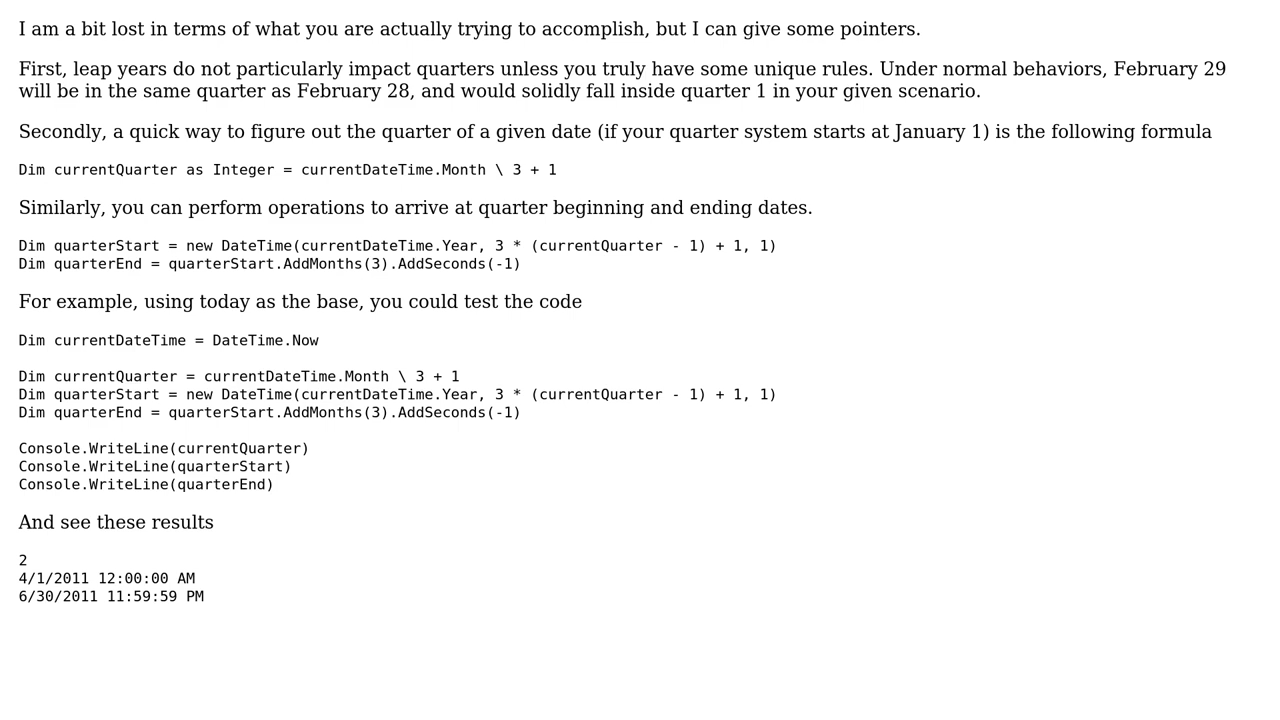 I am a bit lost in terms of what you are actually trying to accomplish, but I can give some pointers.
First, leap years do not particularly impact quarters unless you truly have some unique rules. Under normal behaviors, February 29
will be in the same quarter as February 28, and would solidly fall inside quarter 1 in your given scenario.
Secondly, a quick way to figure out the quarter of a given date (if your quarter system starts at January 1) is the following formula
Dim currentQuarter as Integer = currentDateTime.Month \ 3 + 1
Similarly, you can perform operations to arrive at quarter beginning and ending dates.
Dim quarterStart = new DateTime(currentDateTime.Year, 3 * (currentQuarter - 1) + 1, 1)
Dim quarterEnd = quarterStart.AddMonths(3).AddSeconds(-1)
For example, using today as the base, you could test the code
Dim currentDateTime = DateTime.Now
Dim currentQuarter = currentDateTime.Month \ 3 + 1
Dim quarterStart = new DateTime(currentDateTime.Year, 3 * (currentQuarter - 1) + 1, 1)
Dim quarterEnd = quarterStart.AddMonths(3).AddSeconds(-1)
Console.WriteLine(currentQuarter)
Console.WriteLine(quarterStart)
Console.WriteLine(quarterEnd)
And see these results
2
4/1/2011 12:00:00 AM
6/30/2011 11:59:59 PM